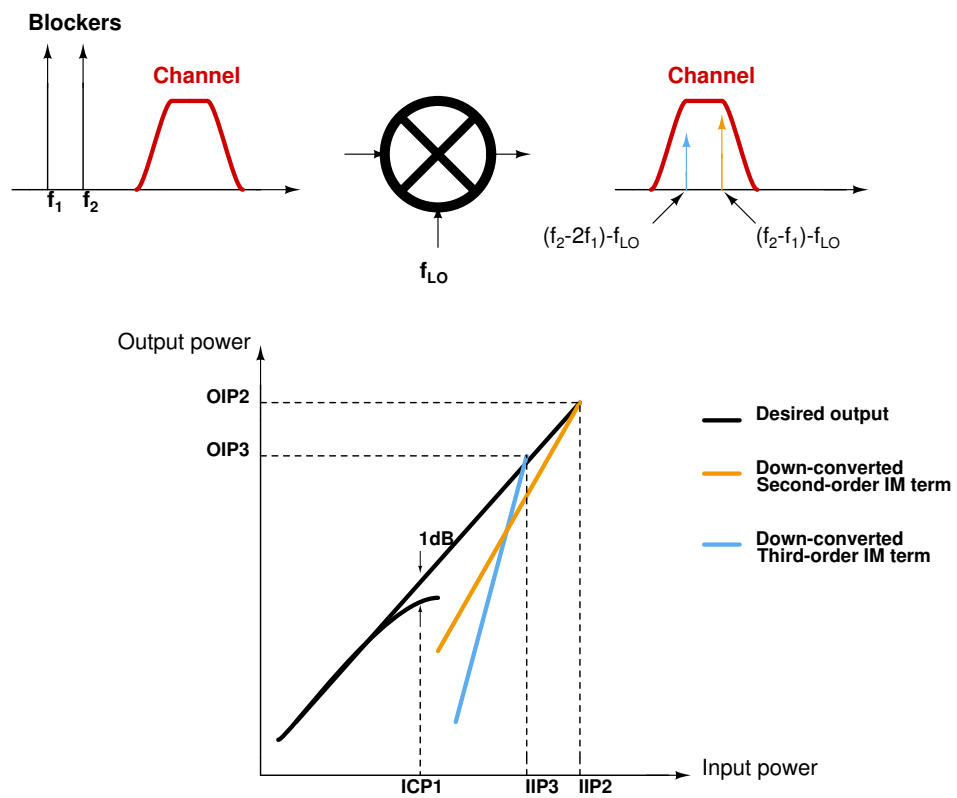 Blockers
Channel
Channel
f1
f2
(f2-2f1)-fLO
(f2-f1)-fLO
fLO
Output power
OIP2
OIP3
1dB
Desired output
Down-converted
Second-order IM term
Down-converted
Third-order IM term
Input power
ICP1
IIP3
IIP2